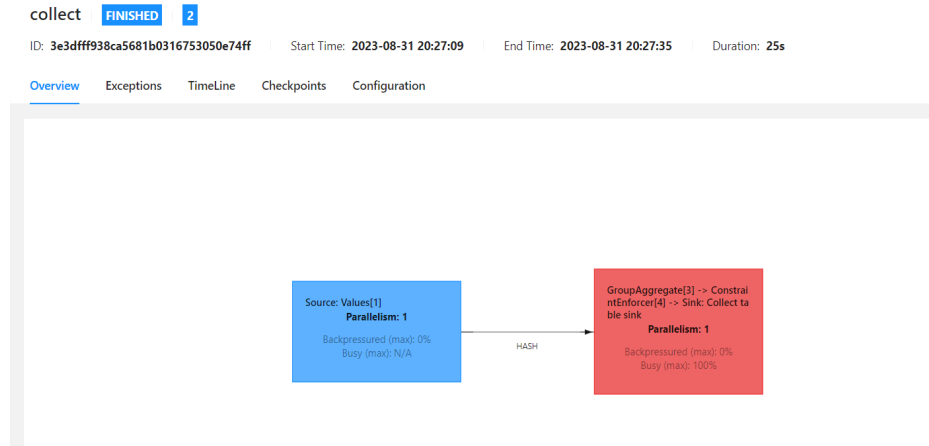 collect FINISHED 2
ID: 3e3dfff938ca5681b0316753050e74ff Start Time: 2023-08-31 20:27:09 End Time: 2023-08-31 20:27:35 Duration: 25s
Overview Exceptions TimeLine Checkpoints Configuration
Source: Values[1]
Parallelism: 1
Backpressured (max): 0%
Busy (max): N/A
HASH
GroupAggregate[3] -> Constrai
ntEnforcer[4] -> Sink: Collect ta
ble sink
Parallelism: 1
Backpressured (max): 0%
Busy (max): 100%